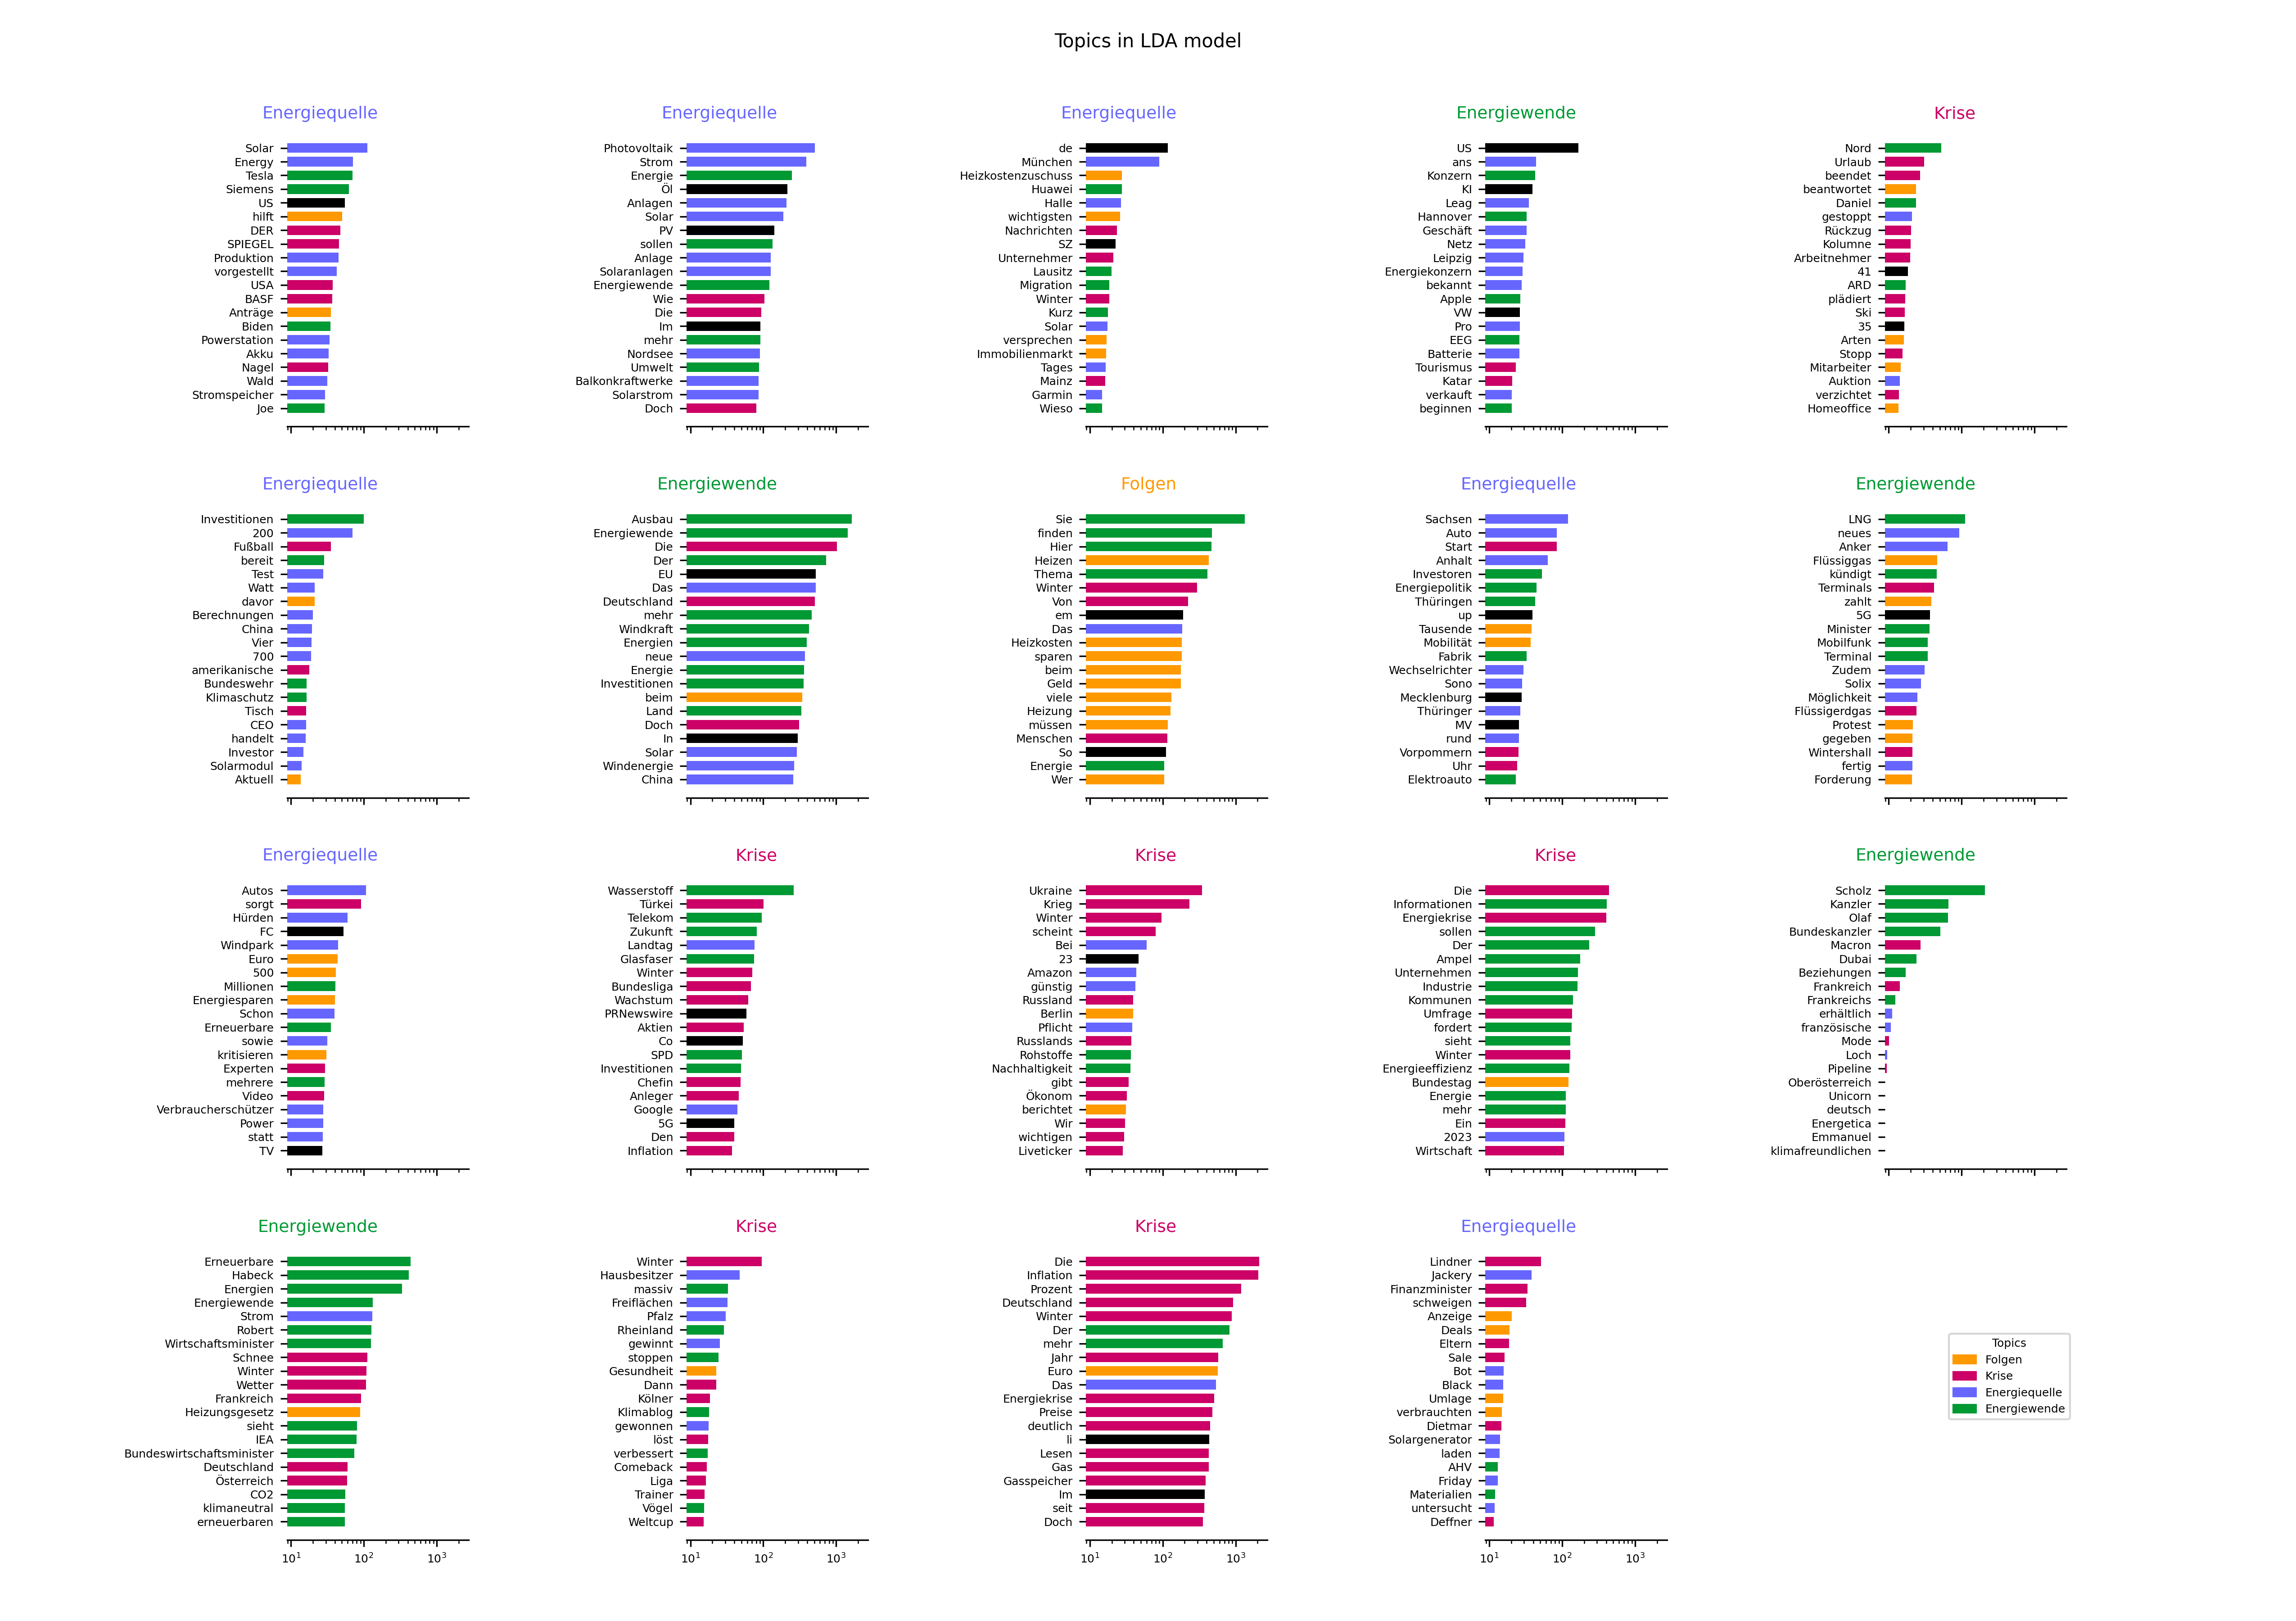 Topics in LDA model
Energiequelle
Solar
Energy
Tesla
Siemens
US
hilft
DER
SPIEGEL
Produktion
vorgestellt
USA
BASF
Anträge
Biden
Powerstation
Akku
Nagel
Wald
Stromspeicher
Joe
Energiequelle
Photovoltaik
Strom
Energie
Öl
Anlagen
Solar
PV
sollen
Anlage
Solaranlagen
Energiewende
Wie
Die
Im
mehr
Nordsee
Umwelt
Balkonkraftwerke
Solarstrom
Doch
Energiequelle
de
München
Heizkostenzuschuss
Huawei
Halle
wichtigsten
Nachrichten
SZ
Unternehmer
Lausitz
Migration
Winter
Kurz
Solar
versprechen
Immobilienmarkt
Tages
Mainz
Garmin
Wieso
Energiewende
US
ans
Konzern
KI
Leag
Hannover
Geschäft
Netz
Leipzig
Energiekonzern
bekannt
Apple
VW
Pro
EEG
Batterie
Tourismus
Katar
verkauft
beginnen
Krise
Nord
Urlaub
beendet
beantwortet
Daniel
gestoppt
Rückzug
Kolumne
Arbeitnehmer
41
ARD
plädiert
Ski
35
Arten
Stopp
Mitarbeiter
Auktion
verzichtet
Homeoffice
Energiequelle
Investitionen
200
Fußball
bereit
Test
Watt
davor
Berechnungen
China
Vier
700
amerikanische
Bundeswehr
Klimaschutz
Tisch
CEO
handelt
Investor
Solarmodul
Aktuell
Energiewende
Ausbau
Energiewende
Die
Der
EU
Das
Deutschland
mehr
Windkraft
Energien
neue
Energie
Investitionen
beim
Land
Doch
In
Solar
Windenergie
China
Folgen
Sie
finden
Hier
Heizen
Thema
Winter
Von
em
Das
Heizkosten
sparen
beim
Geld
viele
Heizung
müssen
Menschen
So
Energie
Wer
Energiequelle
Sachsen
Auto
Start
Anhalt
Investoren
Energiepolitik
Thüringen
up
Tausende
Mobilität
Fabrik
Wechselrichter
Sono
Mecklenburg
Thüringer
MV
rund
Vorpommern
Uhr
Elektroauto
Energiewende
LNG
neues
Anker
Flüssiggas
kündigt
Terminals
zahlt
5G
Minister
Mobilfunk
Terminal
Zudem
Solix
Möglichkeit
Flüssigerdgas
Protest
gegeben
Wintershall
fertig
Forderung
Energiequelle
Autos
sorgt
Hürden
FC
Windpark
Euro
500
Millionen
Energiesparen
Schon
Erneuerbare
sowie
kritisieren
Experten
mehrere
Video
Verbraucherschützer
Power
statt
TV
Krise
Wasserstoff
Türkei
Telekom
Zukunft
Landtag
Glasfaser
Winter
Bundesliga
Wachstum
PRNewswire
Aktien
Co
SPD
Investitionen
Chefin
Anleger
Google
5G
Den
Inflation
Krise
Ukraine
Krieg
Winter
scheint
Bei
23
Amazon
günstig
Russland
Berlin
Pflicht
Russlands
Rohstoffe
Nachhaltigkeit
gibt
Ökonom
berichtet
Wir
wichtigen
Liveticker
Krise
Die
Informationen
Energiekrise
sollen
Der
Ampel
Unternehmen
Industrie
Kommunen
Umfrage
fordert
sieht
Winter
Energieeffizienz
Bundestag
Energie
mehr
Ein
2023
Wirtschaft
Energiewende
Scholz
Kanzler
Olaf
Bundeskanzler
Macron
Dubai
Beziehungen
Frankreich
Frankreichs
erhältlich
französische
Mode
Loch
Pipeline
Oberösterreich
Unicorn
deutsch
Energetica
Emmanuel
klimafreundlichen
Energiewende
Erneuerbare
Habeck
Energien
Energiewende
Strom
Robert
Wirtschaftsminister
Schnee
Winter
Wetter
Frankreich
Heizungsgesetz
sieht
IEA
Bundeswirtschaftsminister
Deutschland
Österreich
CO2
klimaneutral
erneuerbaren
10¹ 10² 10³
Krise
Winter
Hausbesitzer
massiv
Freiflächen
Pfalz
Rheinland
gewinnt
stoppen
Gesundheit
Dann
Kölner
Klimablog
gewonnen
löst
verbessert
Comeback
Liga
Trainer
Vögel
Weltcup
10¹ 10² 10³
Krise
Die
Inflation
Prozent
Deutschland
Winter
Der
mehr
Jahr
Euro
Das
Energiekrise
Preise
deutlich
li
Lesen
Gas
Gasspeicher
Im
seit
Doch
10¹ 10² 10³
Energiequelle
Lindner
Jackery
Finanzminister
schweigen
Anzeige
Deals
Eltern
Sale
Bot
Black
Umlage
verbrauchten
Dietmar
Solargenerator
laden
AHV
Friday
Materialien
untersucht
Deffner
10¹ 10² 10³
Topics
Folgen
Krise
Energiequelle
Energiewende